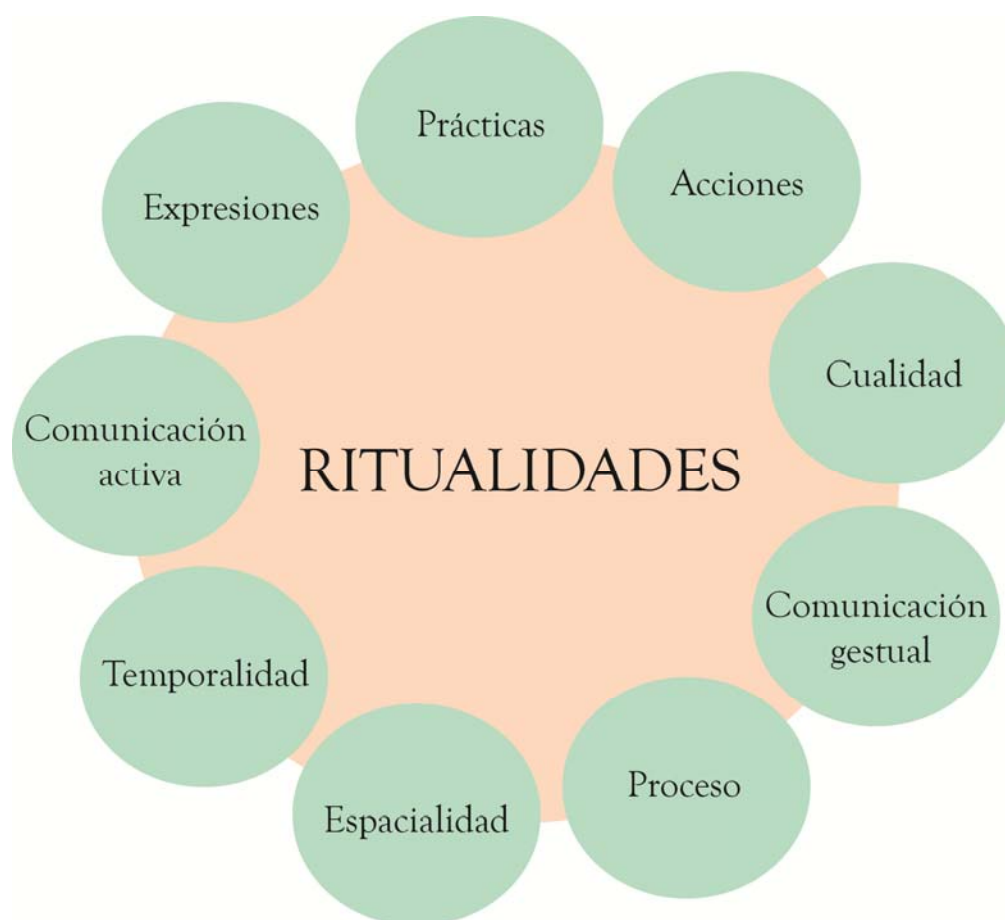 Prácticas
Acciones
Expresiones
Cualidad
Comunicación
activa
RITUALIDADES
Comunicación
gestual
Temporalidad
Proceso
Espacialidad